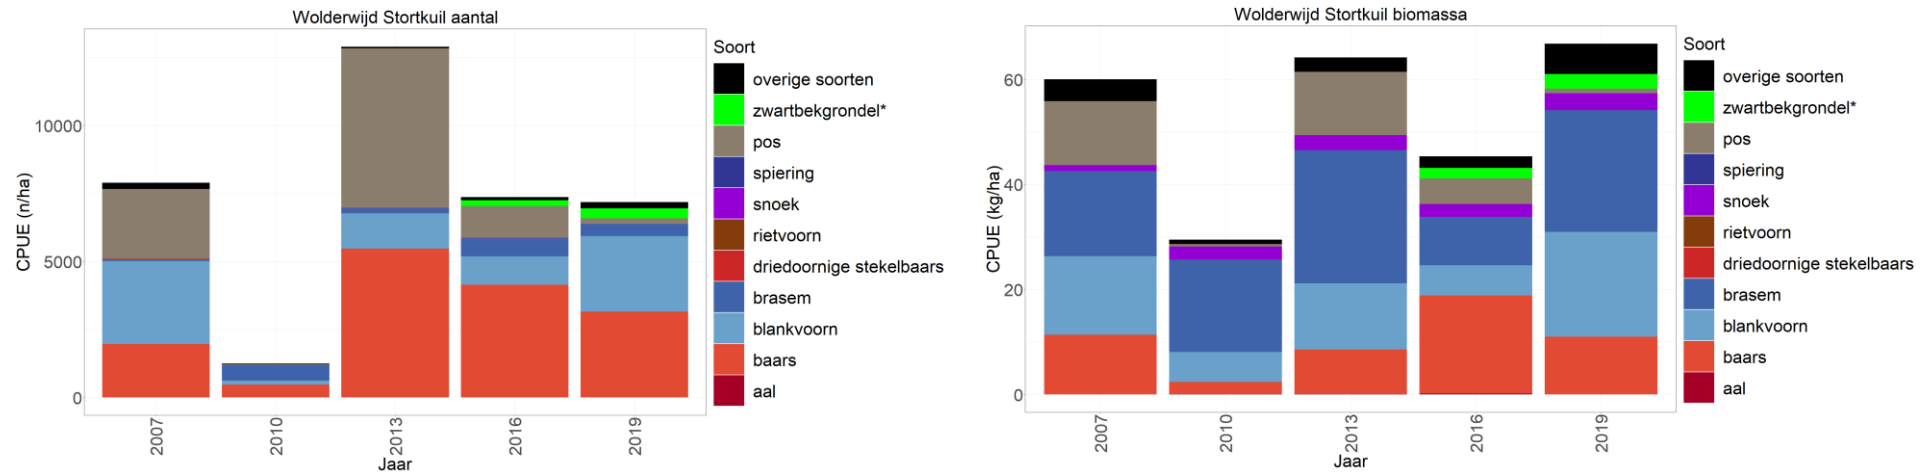 Wolderwijd Stortkuil aantal
CPUE (n/ha)
10000
5000
0
2007
2010
2013
2016
2019
Jaar
Soort
overige soorten
zwartbekgrondel*
pos
spiering
snoek
rietvoorn
driedoornige stekelbaars
brasem
blankvoorn
baars
aal
Wolderwijd Stortkuil biomassa
CPUE (kg/ha)
60
40
20
0
2007
2010
2013
2016
2019
Jaar
Soort
overige soorten
zwartbekgrondel*
pos
spiering
snoek
rietvoorn
driedoornige stekelbaars
brasem
blankvoorn
baars
aal